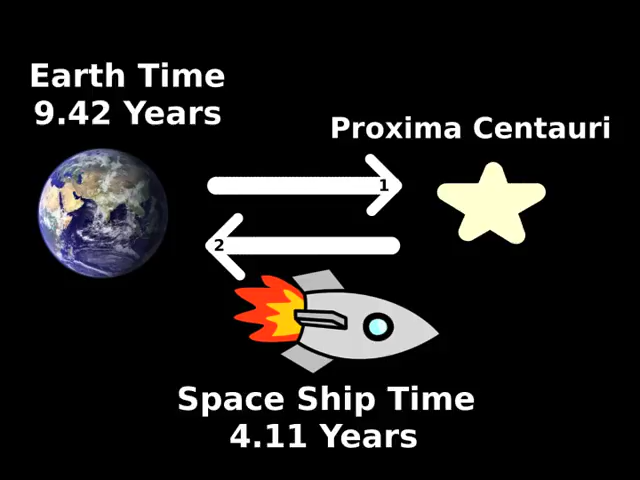 Earth Time
9.42 Years
Proxima Centauri
1
2
Space Ship Time
4.11 Years